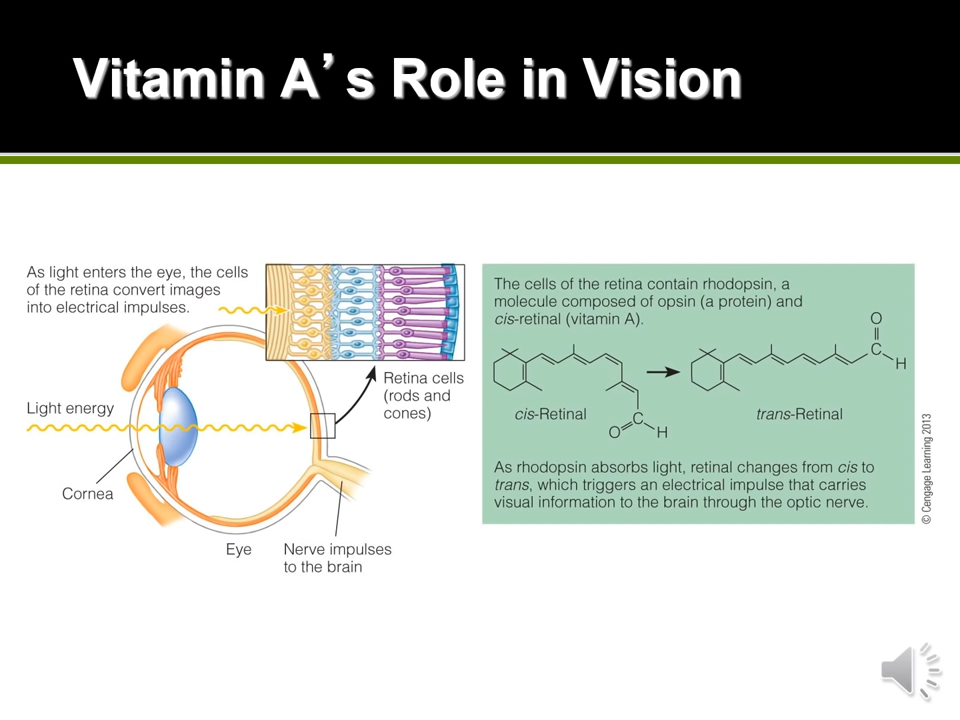 Vitamin A’s Role in Vision
As light enters the eye, the cells
of the retina convert images
into electrical impulses.
Retina cells
(rods and
cones)
Light energy
Cornea
Eye
Nerve impulses
to the brain
The cells of the retina contain rhodopsin, a
molecule composed of opsin (a protein) and
cis-retinal (vitamin A).
O
C
H
cis-Retinal
trans-Retinal
O
C
H
As rhodopsin absorbs light, retinal changes from cis to
trans, which triggers an electrical impulse that carries
visual information to the brain through the optic nerve.
© Cengage Learning 2013